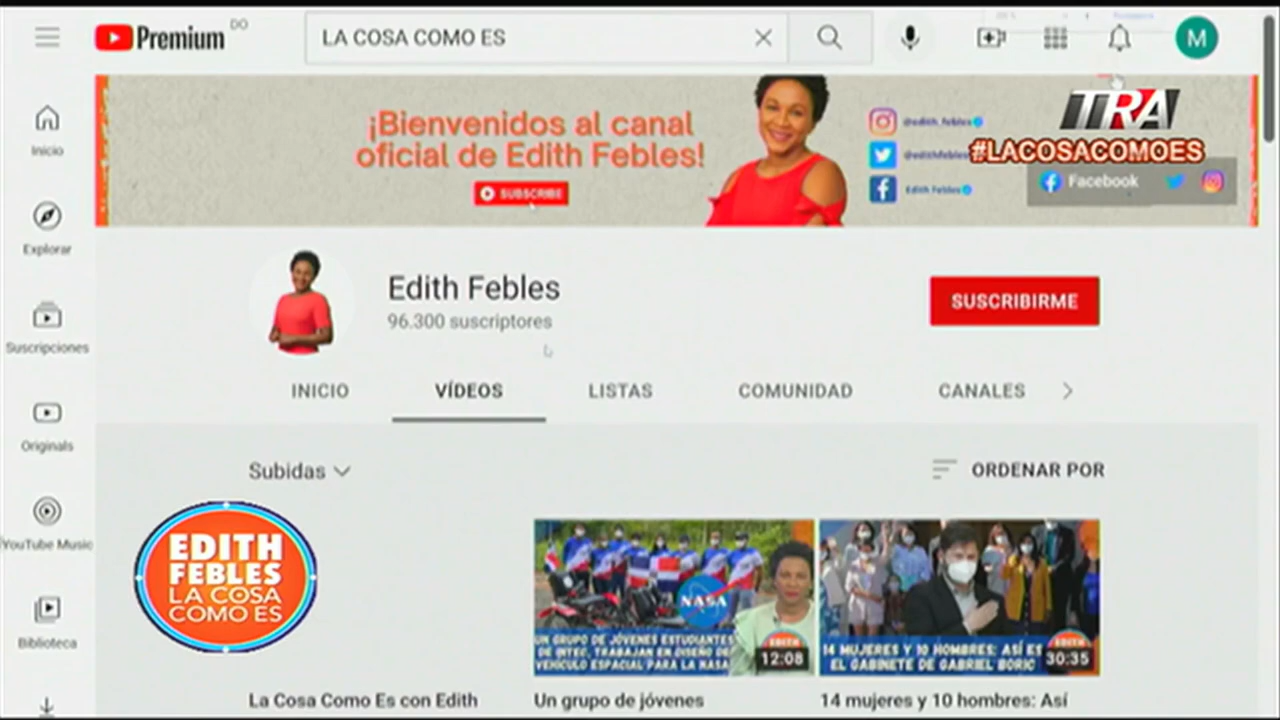 Premium
DO
LA COSA COMO ES
M
Inicio
Explorar
Suscripciones
Originals
YouTube Music
Biblioteca
¡Bienvenidos al canal
oficial de Edith Febles!
SUBSCRIBE
@edith_febles
@edithfebles
Edith Febles
TRA
#LACOSACOMOES
Facebook
Edith Febles
96.300 suscriptores
SUSCRIBIRME
INICIO
VÍDEOS
LISTAS
COMUNIDAD
CANALES
Subidas
ORDENAR POR
EDITH
FEBLES
LA COSA
COMO ES
NASA
UN GRUPO DE JÓVENES ESTUDIANTES
DE INTEC, TRABAJAN EN DISEÑO DE
VEHÍCULO ESPACIAL PARA LA NASA
EDITH
12:08
14 MUJERES Y 10 HOMBRES: ASÍ ES
EL GABINETE DE GABRIEL BORIC
EDITH
30:35
La Cosa Como Es con Edith
Un grupo de jóvenes
14 mujeres y 10 hombres: Así